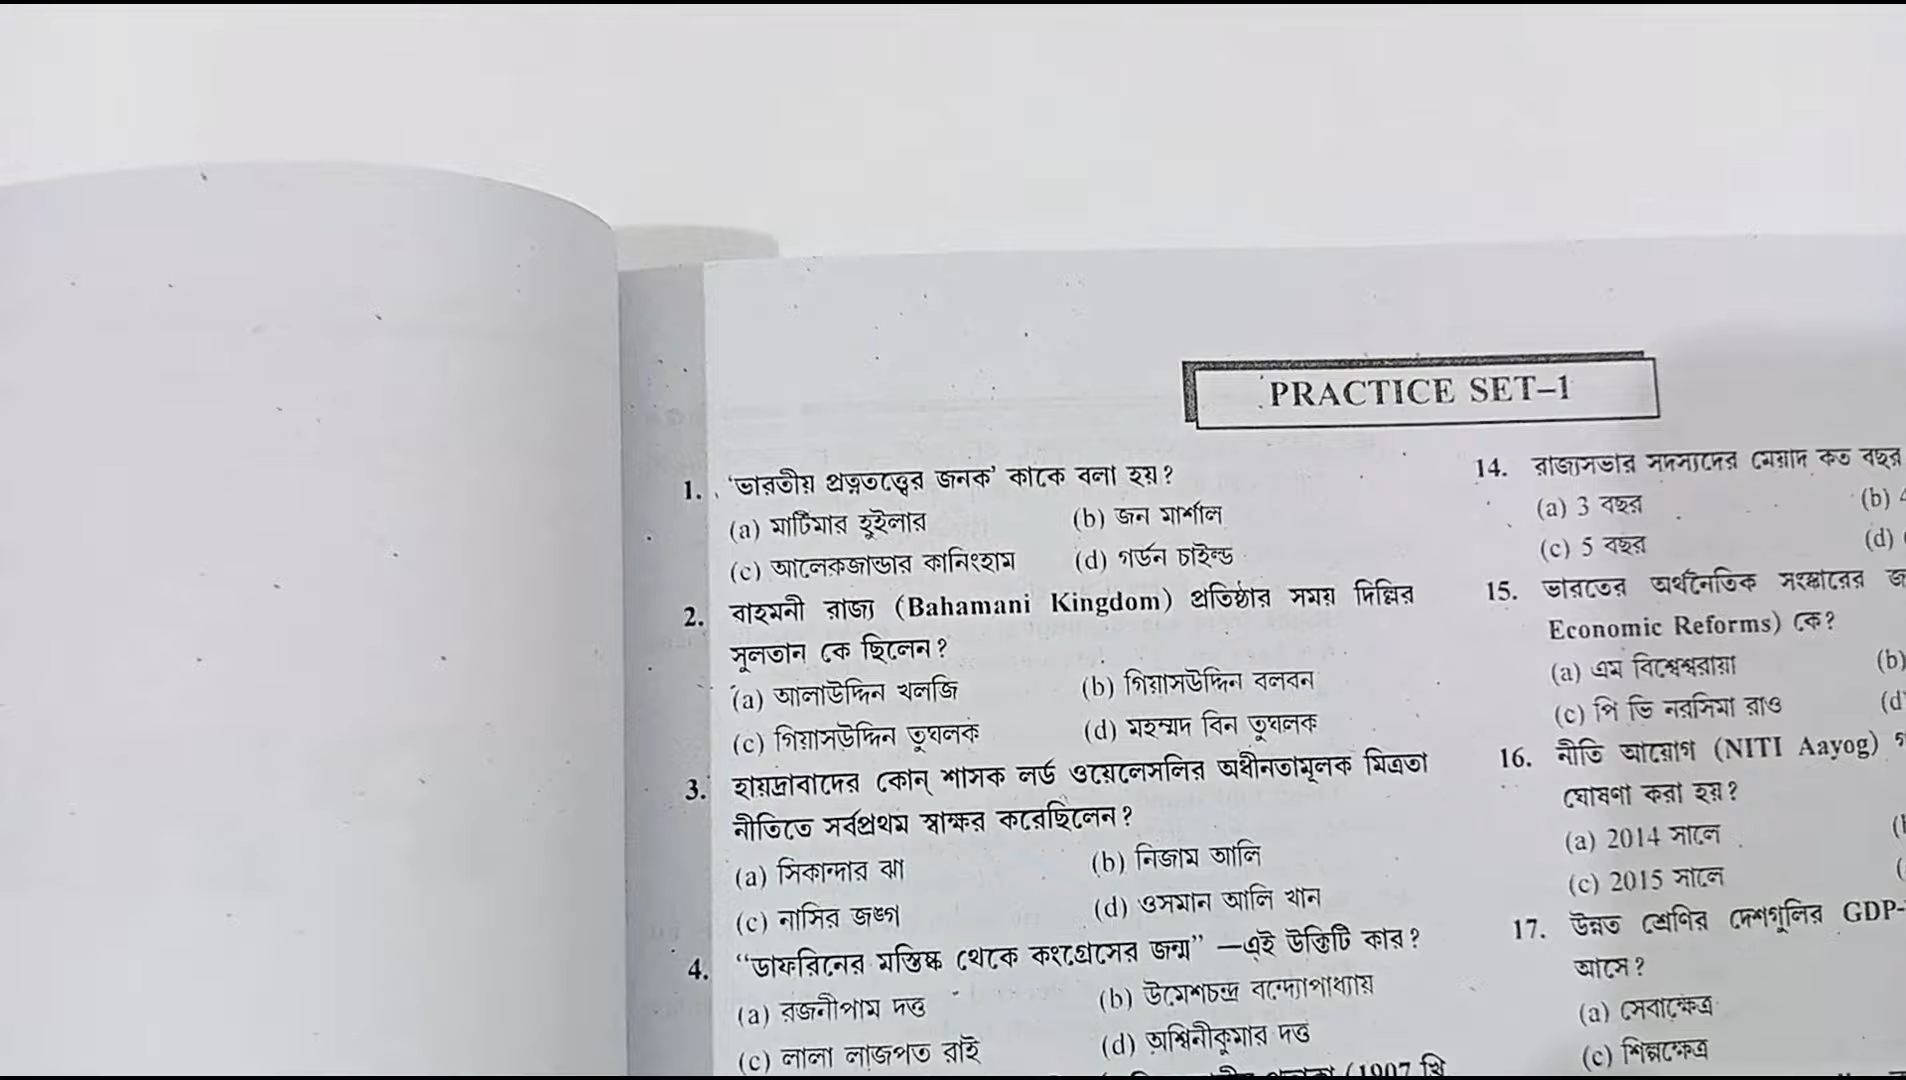 PRACTICE SET–1
1. ‘ভারতীয় প্রত্নতত্ত্বের জনক’ কাকে বলা হয়?
(a) মার্টিমার হুইলার (b) জন মার্শাল
(c) আলেকজান্ডার কানিংহাম (d) গর্ডন চাইল্ড
2. বাহমনী রাজ্য (Bahamani Kingdom) প্রতিষ্ঠার সময় দিল্লির
সুলতান কে ছিলেন?
(a) আলাউদ্দিন খলজি (b) গিয়াসউদ্দিন বলবন
(c) গিয়াসউদ্দিন তুঘলক (d) মহম্মদ বিন তুঘলক
3. হায়দ্রাবাদের কোন্ শাসক লর্ড ওয়েলেসলির অধীনতামূলক মিত্রতা
নীতিতে সর্বপ্রথম স্বাক্ষর করেছিলেন?
(a) সিকান্দার ঝা (b) নিজাম আলি
(c) নাসির জঙ্গ (d) ওসমান আলি খান
4. “ডাফরিনের মস্তিষ্ক থেকে কংগ্রেসের জন্ম” —এই উক্তিটি কার?
(a) রজনীপাম দত্ত (b) উমেশচন্দ্র বন্দ্যোপাধ্যায়
(c) লালা লাজপত রাই (d) অশ্বিনীকুমার দত্ত
(1907
14. রাজ্যসভার সদস্যদের মেয়াদ কত বছর
(a) 3 বছর (b)
(c) 5 বছর (d)
15. ভারতের অর্থনৈতিক সংস্কারের
Economic Reforms) কে?
(a) এম বিশ্বেশ্বরায়া (b)
(c) পি ভি নরসিমা রাও (d
16. নীতি আয়োগ (NITI Aayog)
ঘোষণা করা হয়?
(a) 2014 সালে
(c) 2015 সালে
17. উন্নত শ্রেণির দেশগুলির GDP-
আসে?
(a) সেবাক্ষেত্র
(c) শিল্পক্ষেত্র